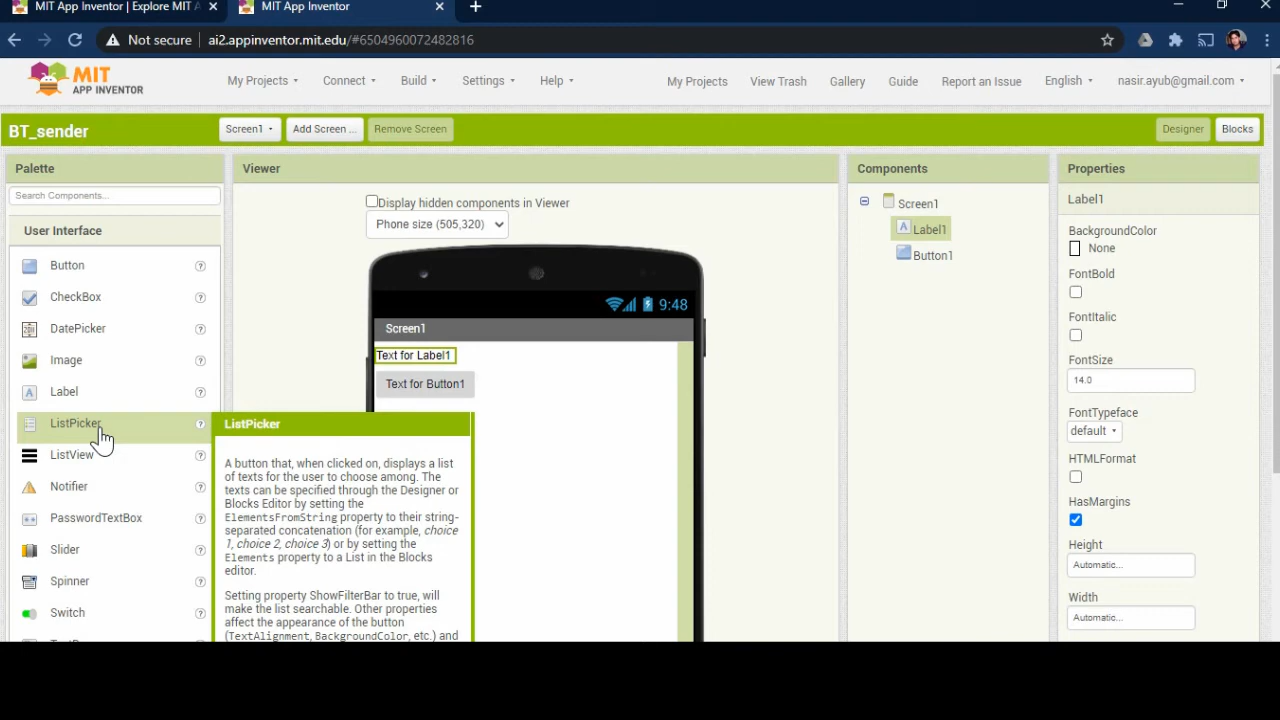 MIT App Inventor | Explore MIT A
MIT App Inventor
Not secure
ai2.appinventor.mit.edu/#6504960072482816
MIT
APP INVENTOR
My Projects
Connect
Build
Settings
Help
My Projects
View Trash
Gallery
Guide
Report an Issue
English
nasir.ayub@gmail.com
BT_sender
Screen1
Add Screen ...
Remove Screen
Designer
Blocks
Palette
Search Components...
User Interface
Button
CheckBox
DatePicker
Image
Label
ListPicker
ListView
Notifier
PasswordTextBox
Slider
Spinner
Switch
Viewer
Display hidden components in Viewer
Phone size (505,320)
9:48
Screen1
Text for Label1
Text for Button1
ListPicker
A button that, when clicked on, displays a list
of texts for the user to choose among. The
texts can be specified through the Designer or
Blocks Editor by setting the
ElementsFromString property to their string-
separated concatenation (for example, choice
1, choice 2, choice 3) or by setting the
Elements property to a List in the Blocks
editor.
Setting property ShowFilterBar to true, will
make the list searchable. Other properties
affect the appearance of the button
(TextAlignment, BackgroundColor, etc.) and
Components
Screen1
Label1
Button1
Properties
Label1
BackgroundColor
None
FontBold
FontItalic
FontSize
14.0
FontTypeface
default
HTMLFormat
HasMargins
Height
Automatic...
Width
Automatic...